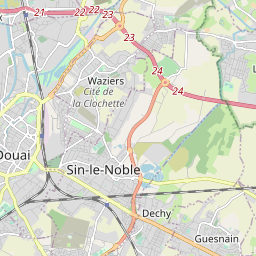 21
22
22
23
23
24
24
Waziers
Cité de
la Clochette
Douai
Sin-le-Noble
Dechy
Guesnain